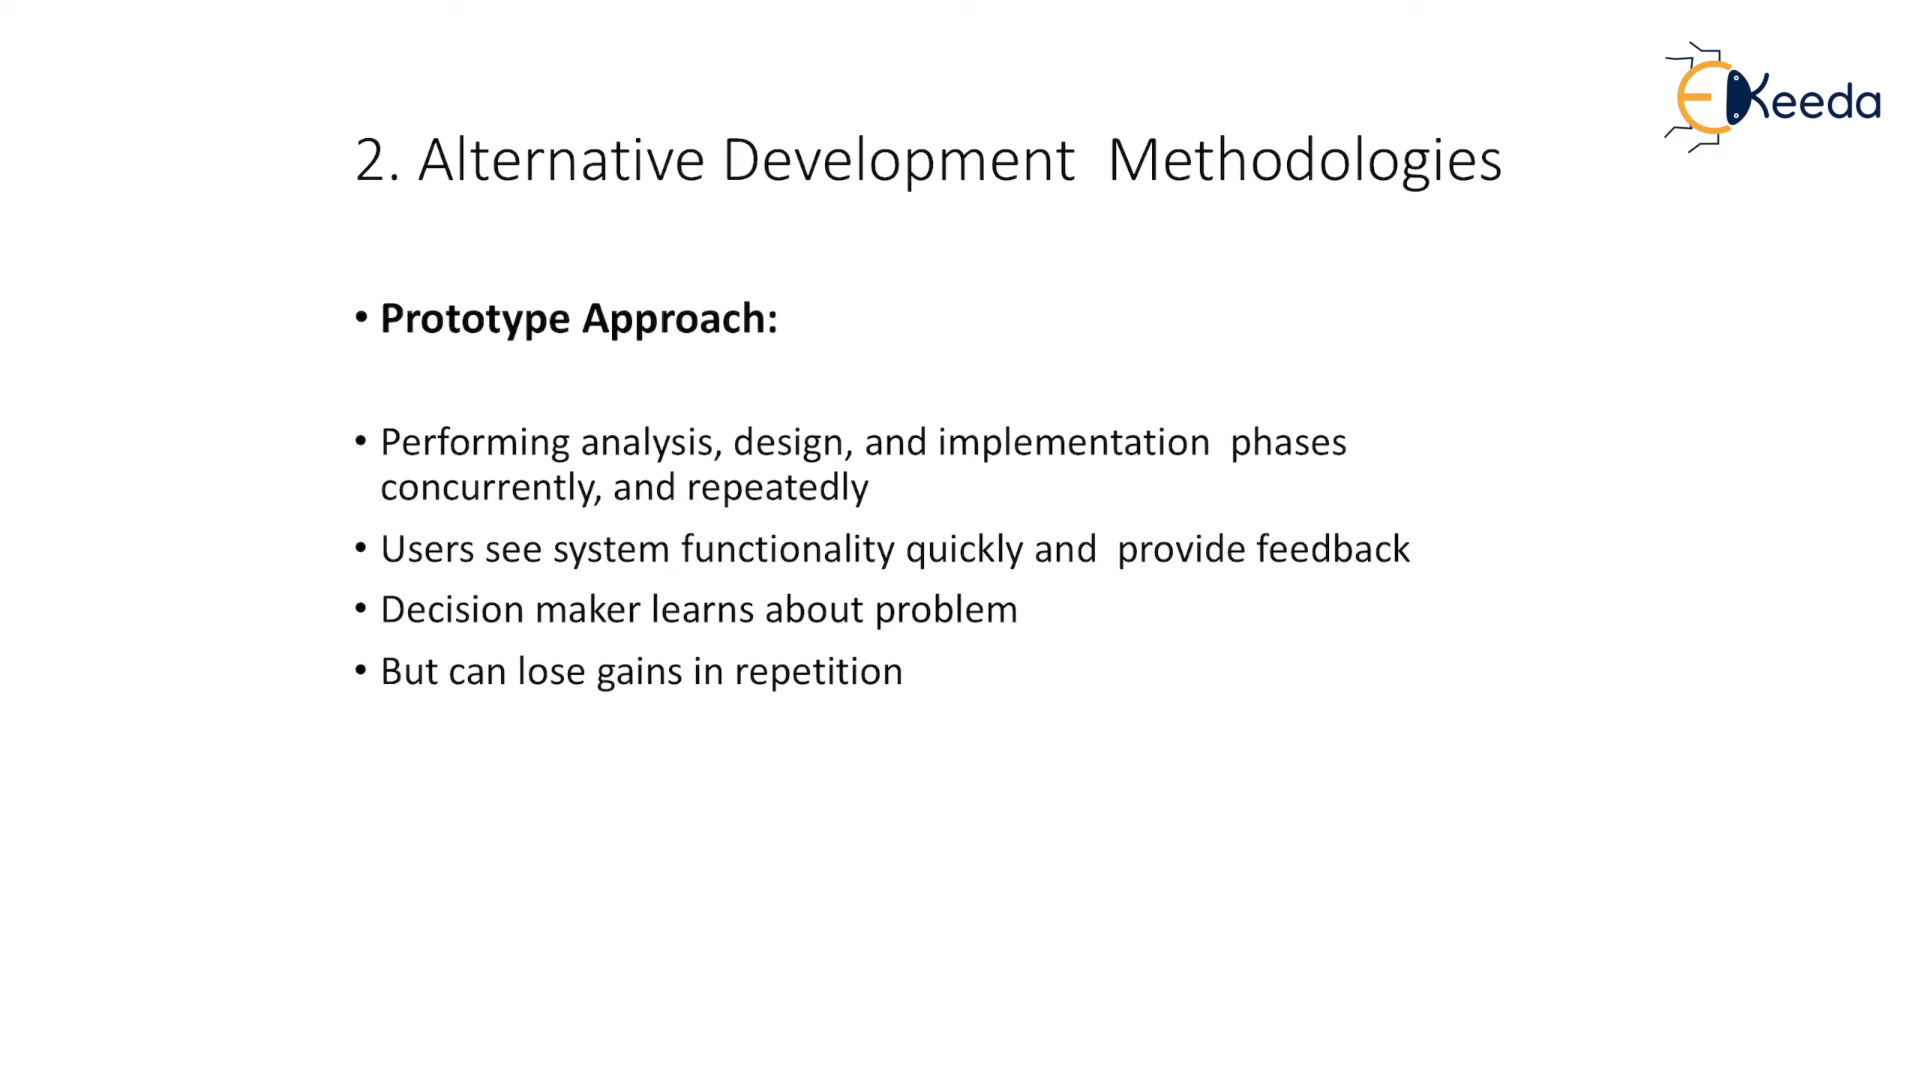 EKeeda
2. Alternative Development Methodologies
• Prototype Approach:
• Performing analysis, design, and implementation phases
concurrently, and repeatedly
• Users see system functionality quickly and provide feedback
• Decision maker learns about problem
• But can lose gains in repetition